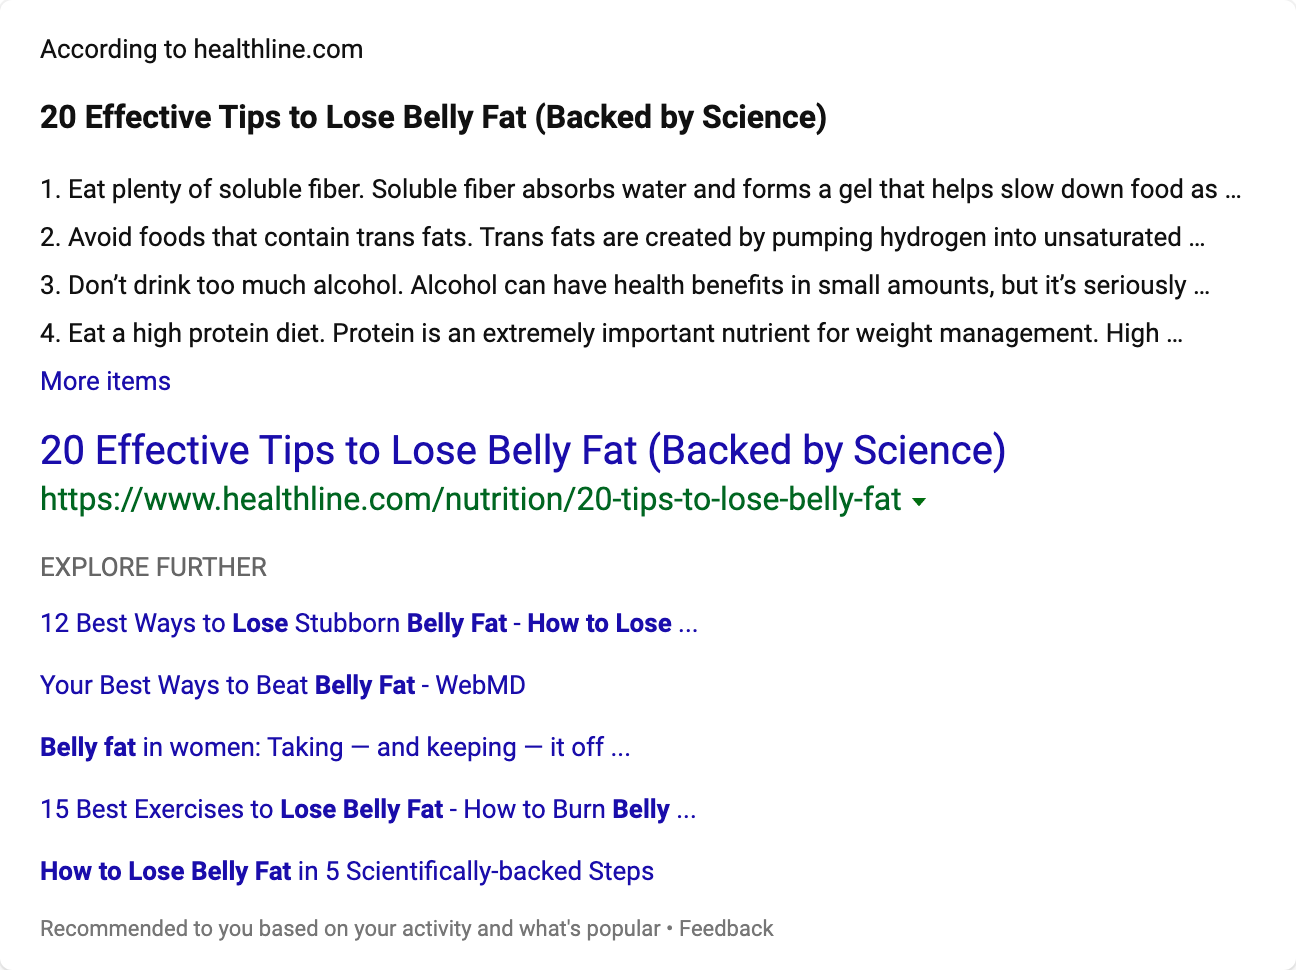 According to healthline.com
20 Effective Tips to Lose Belly Fat (Backed by Science)
1. Eat plenty of soluble fiber. Soluble fiber absorbs water and forms a gel that helps slow down food as ...
2. Avoid foods that contain trans fats. Trans fats are created by pumping hydrogen into unsaturated ...
3. Don’t drink too much alcohol. Alcohol can have health benefits in small amounts, but it’s seriously ...
4. Eat a high protein diet. Protein is an extremely important nutrient for weight management. High ...
More items
20 Effective Tips to Lose Belly Fat (Backed by Science)
https://www.healthline.com/nutrition/20-tips-to-lose-belly-fat
EXPLORE FURTHER
12 Best Ways to Lose Stubborn Belly Fat - How to Lose ...
Your Best Ways to Beat Belly Fat - WebMD
Belly fat in women: Taking — and keeping — it off ...
15 Best Exercises to Lose Belly Fat - How to Burn Belly ...
How to Lose Belly Fat in 5 Scientifically-backed Steps
Recommended to you based on your activity and what's popular • Feedback